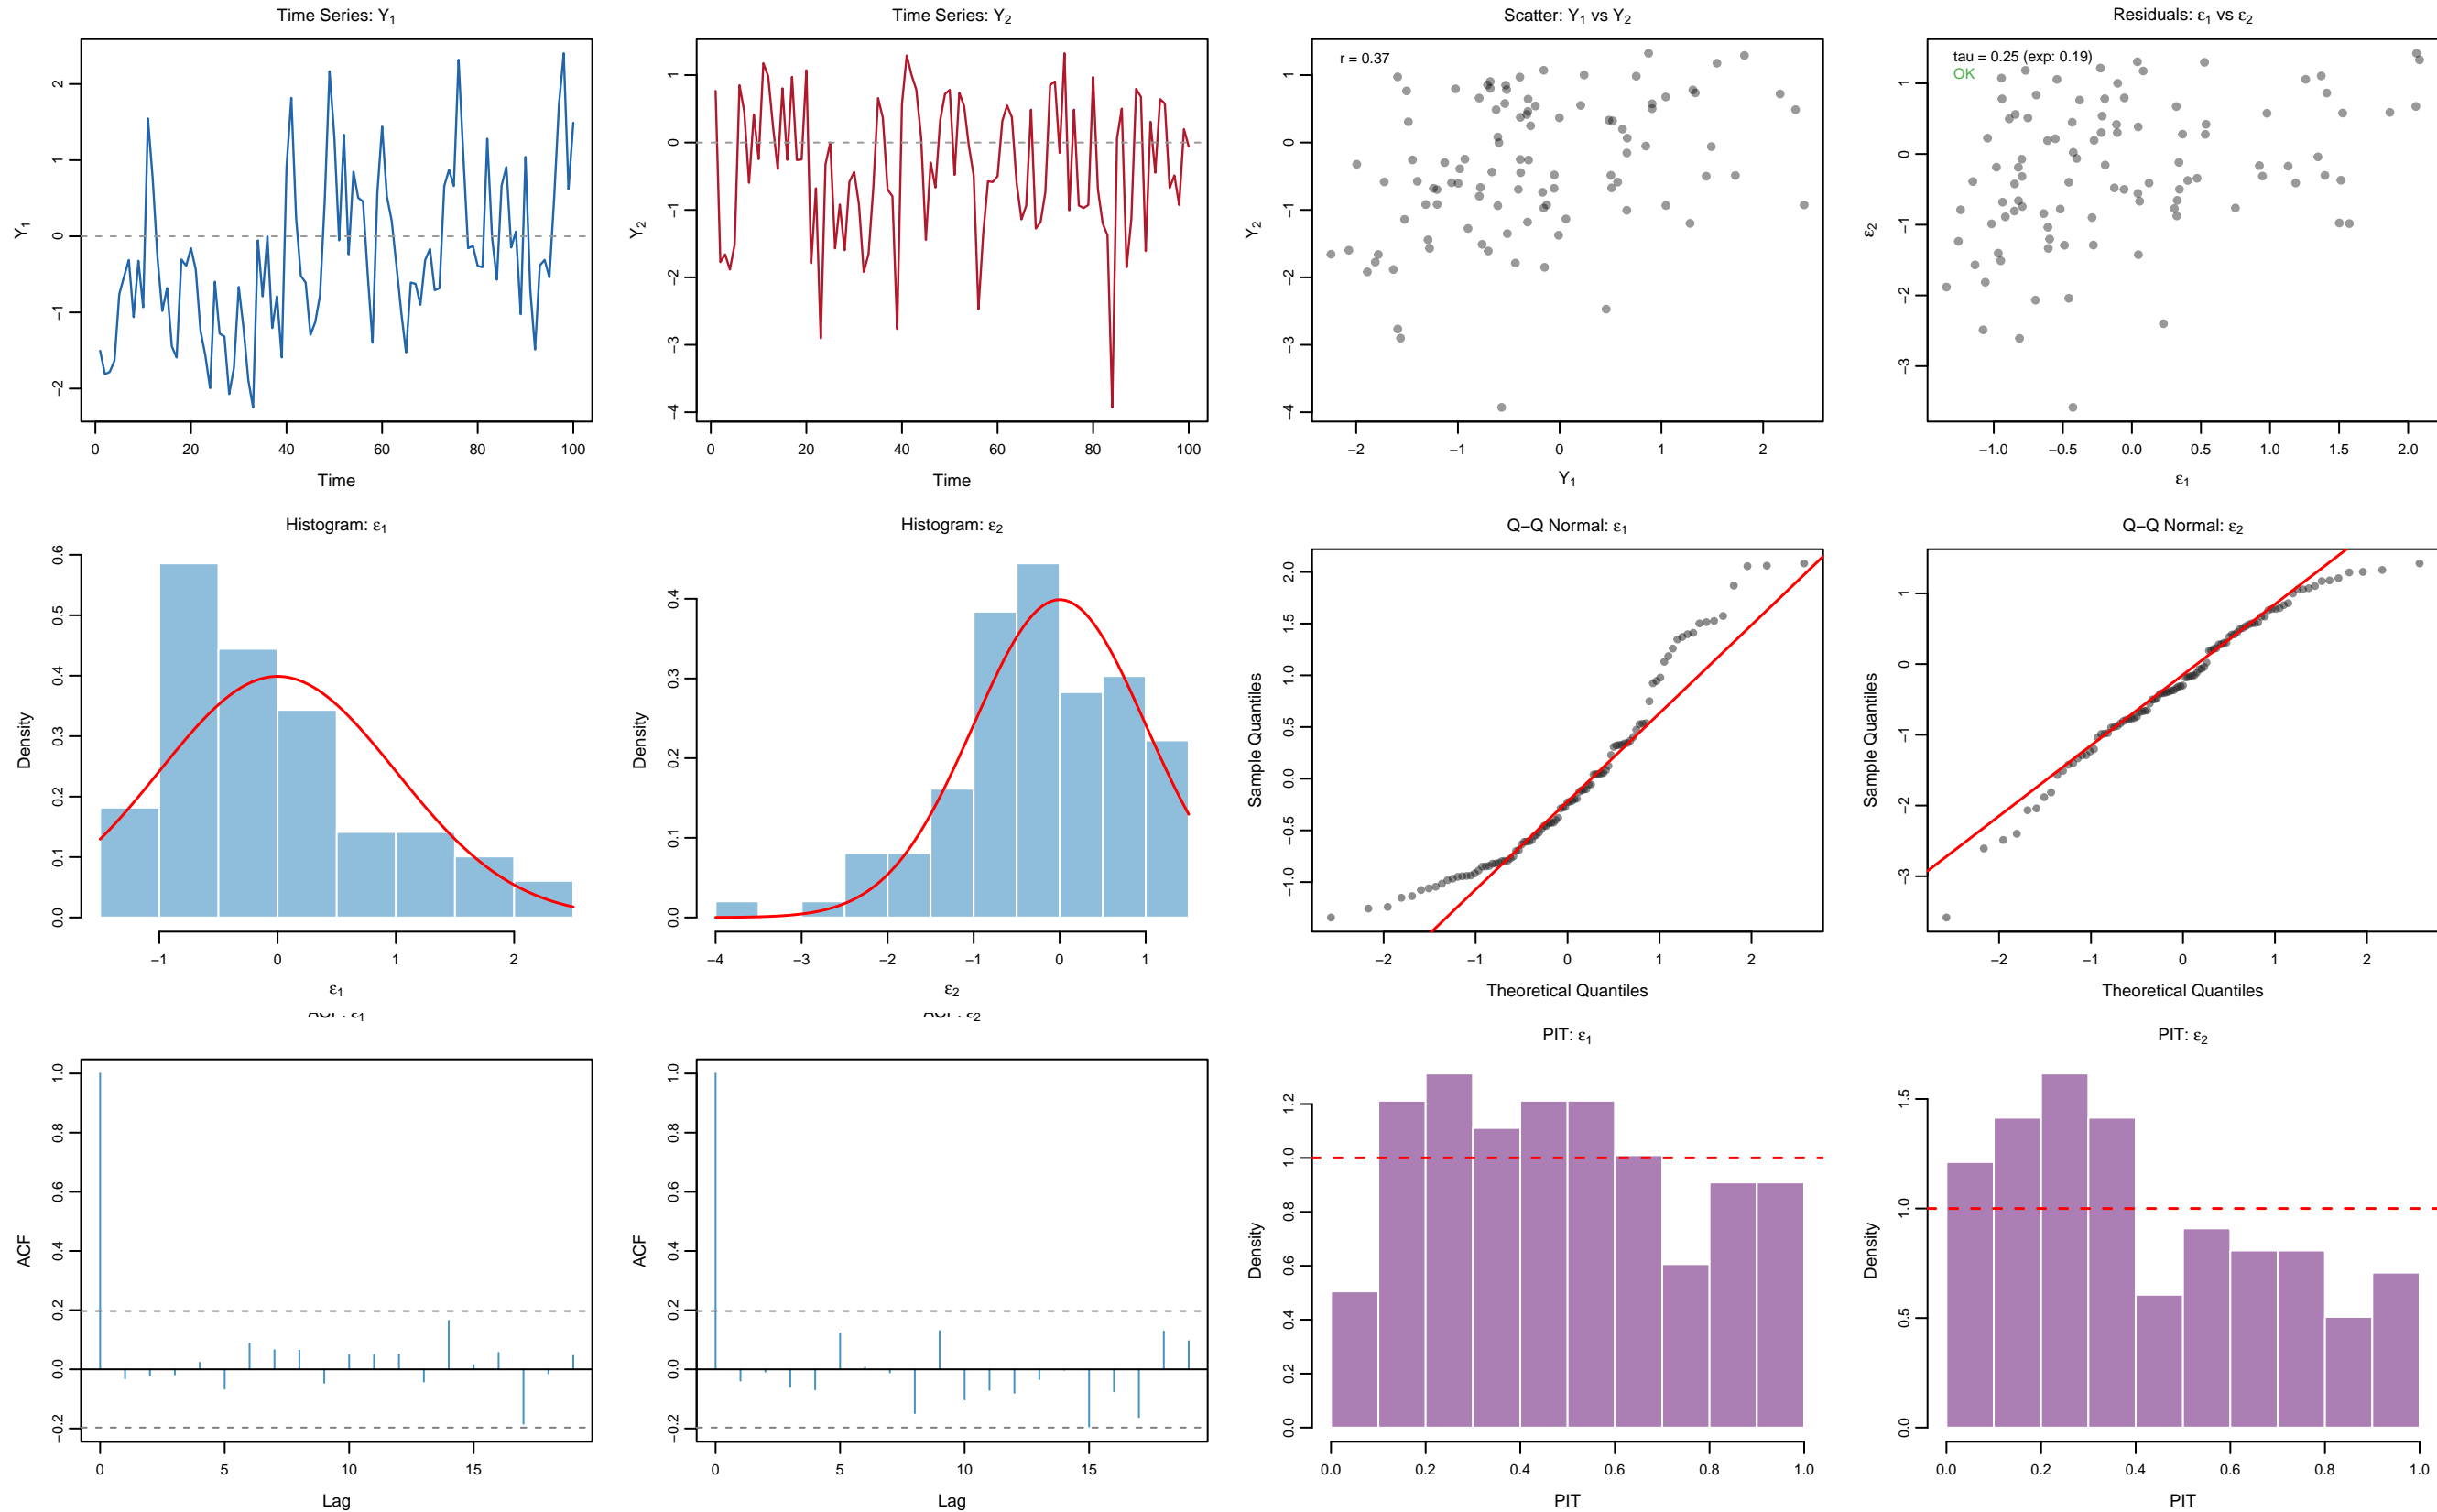 Time Series: Y1
Y1
2
1
0
−1
−2
0 20 40 60 80 100
Time
Time Series: Y2
Y2
1
0
−1
−2
−3
−4
0 20 40 60 80 100
Time
Scatter: Y1 vs Y2
r = 0.37
Y2
1
0
−1
−2
−3
−4
−2 −1 0 1 2
Y1
Residuals: ε1 vs ε2
tau = 0.25 (exp: 0.19)
OK
ε2
1
0
−1
−2
−3
−1.0 −0.5 0.0 0.5 1.0 1.5 2.0
ε1
Histogram: ε1
Density
0.6
0.5
0.4
0.3
0.2
0.1
0.0
−1 0 1 2
ε1
Histogram: ε2
Density
0.4
0.3
0.2
0.1
0.0
−4 −3 −2 −1 0 1
ε2
Q−Q Normal: ε1
Sample Quantiles
2.0
1.5
1.0
0.5
0.0
−0.5
−1.0
−2 −1 0 1 2
Theoretical Quantiles
Q−Q Normal: ε2
Sample Quantiles
1
0
−1
−2
−3
−2 −1 0 1 2
Theoretical Quantiles
ACF: ε1
ACF
1.0
0.8
0.6
0.4
0.2
0.0
−0.2
0 5 10 15
Lag
ACF: ε2
ACF
1.0
0.8
0.6
0.4
0.2
0.0
−0.2
0 5 10 15
Lag
PIT: ε1
Density
1.2
1.0
0.8
0.6
0.4
0.2
0.0
0.0 0.2 0.4 0.6 0.8 1.0
PIT
PIT: ε2
Density
1.5
1.0
0.5
0.0
0.0 0.2 0.4 0.6 0.8 1.0
PIT